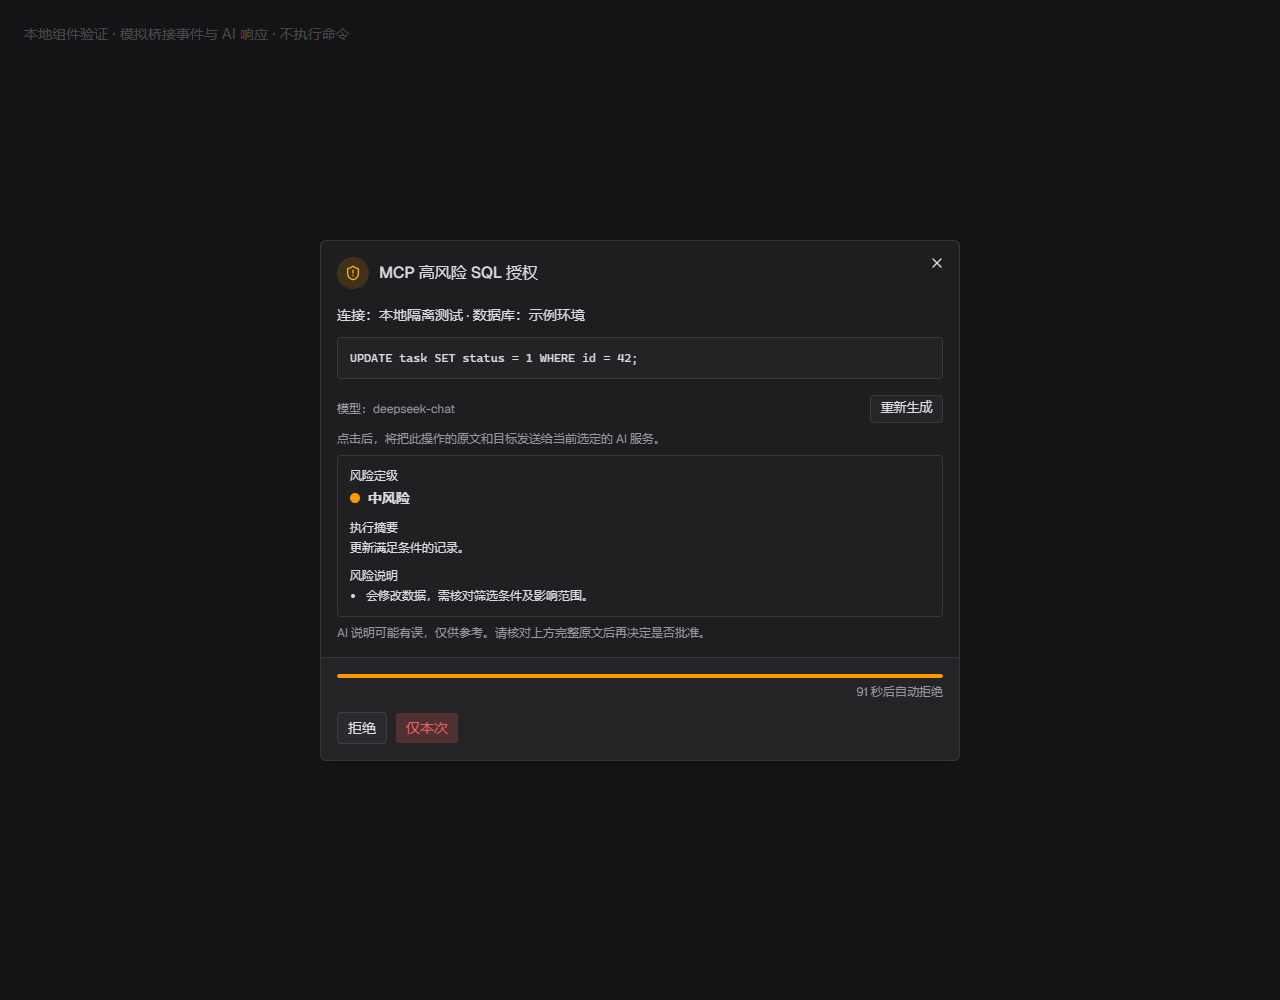 本地组件验证 · 模拟桥接事件与 AI 响应 · 不执行命令
MCP 高风险 SQL 授权
连接：本地隔离测试 · 数据库：示例环境
UPDATE task SET status = 1 WHERE id = 42;
模型：deepseek-chat
重新生成
点击后，将把此操作的原文和目标发送给当前选定的 AI 服务。
风险定级
中风险
执行摘要
更新满足条件的记录。
风险说明
• 会修改数据，需核对筛选条件及影响范围。
AI 说明可能有误，仅供参考。请核对上方完整原文后再决定是否批准。
91 秒后自动拒绝
拒绝
仅本次